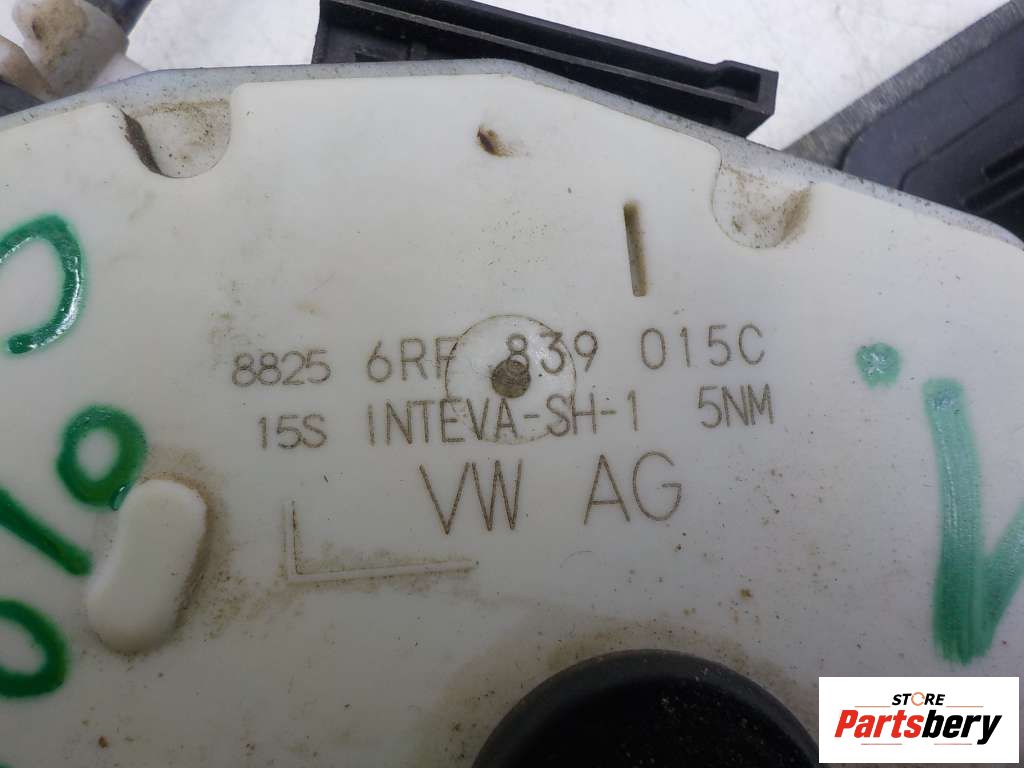 8825 6RF 839 015C
15S INTEVA-SH-1 5NM
VW AG
STORE
Partsbery